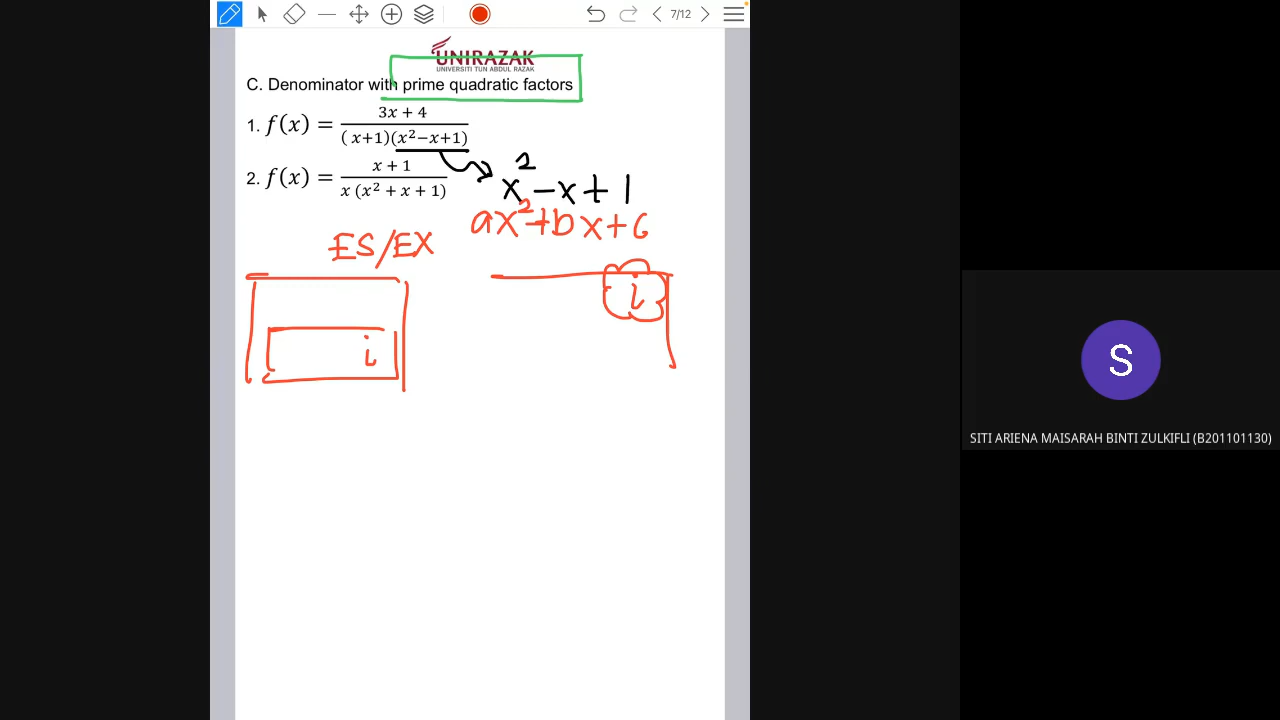 7/12
UNIRAZAK
UNIVERSITI TUN ABDUL RAZAK
C. Denominator with prime quadratic factors
1. f(x) = 3x + 4 / ( x+1)(x²−x+1)
2. f(x) = x + 1 / x (x² + x + 1)
x² − x + 1
ax² + bx + c
ES/EX
i
i
S
SITI ARIENA MAISARAH BINTI ZULKIFLI (B201101130)